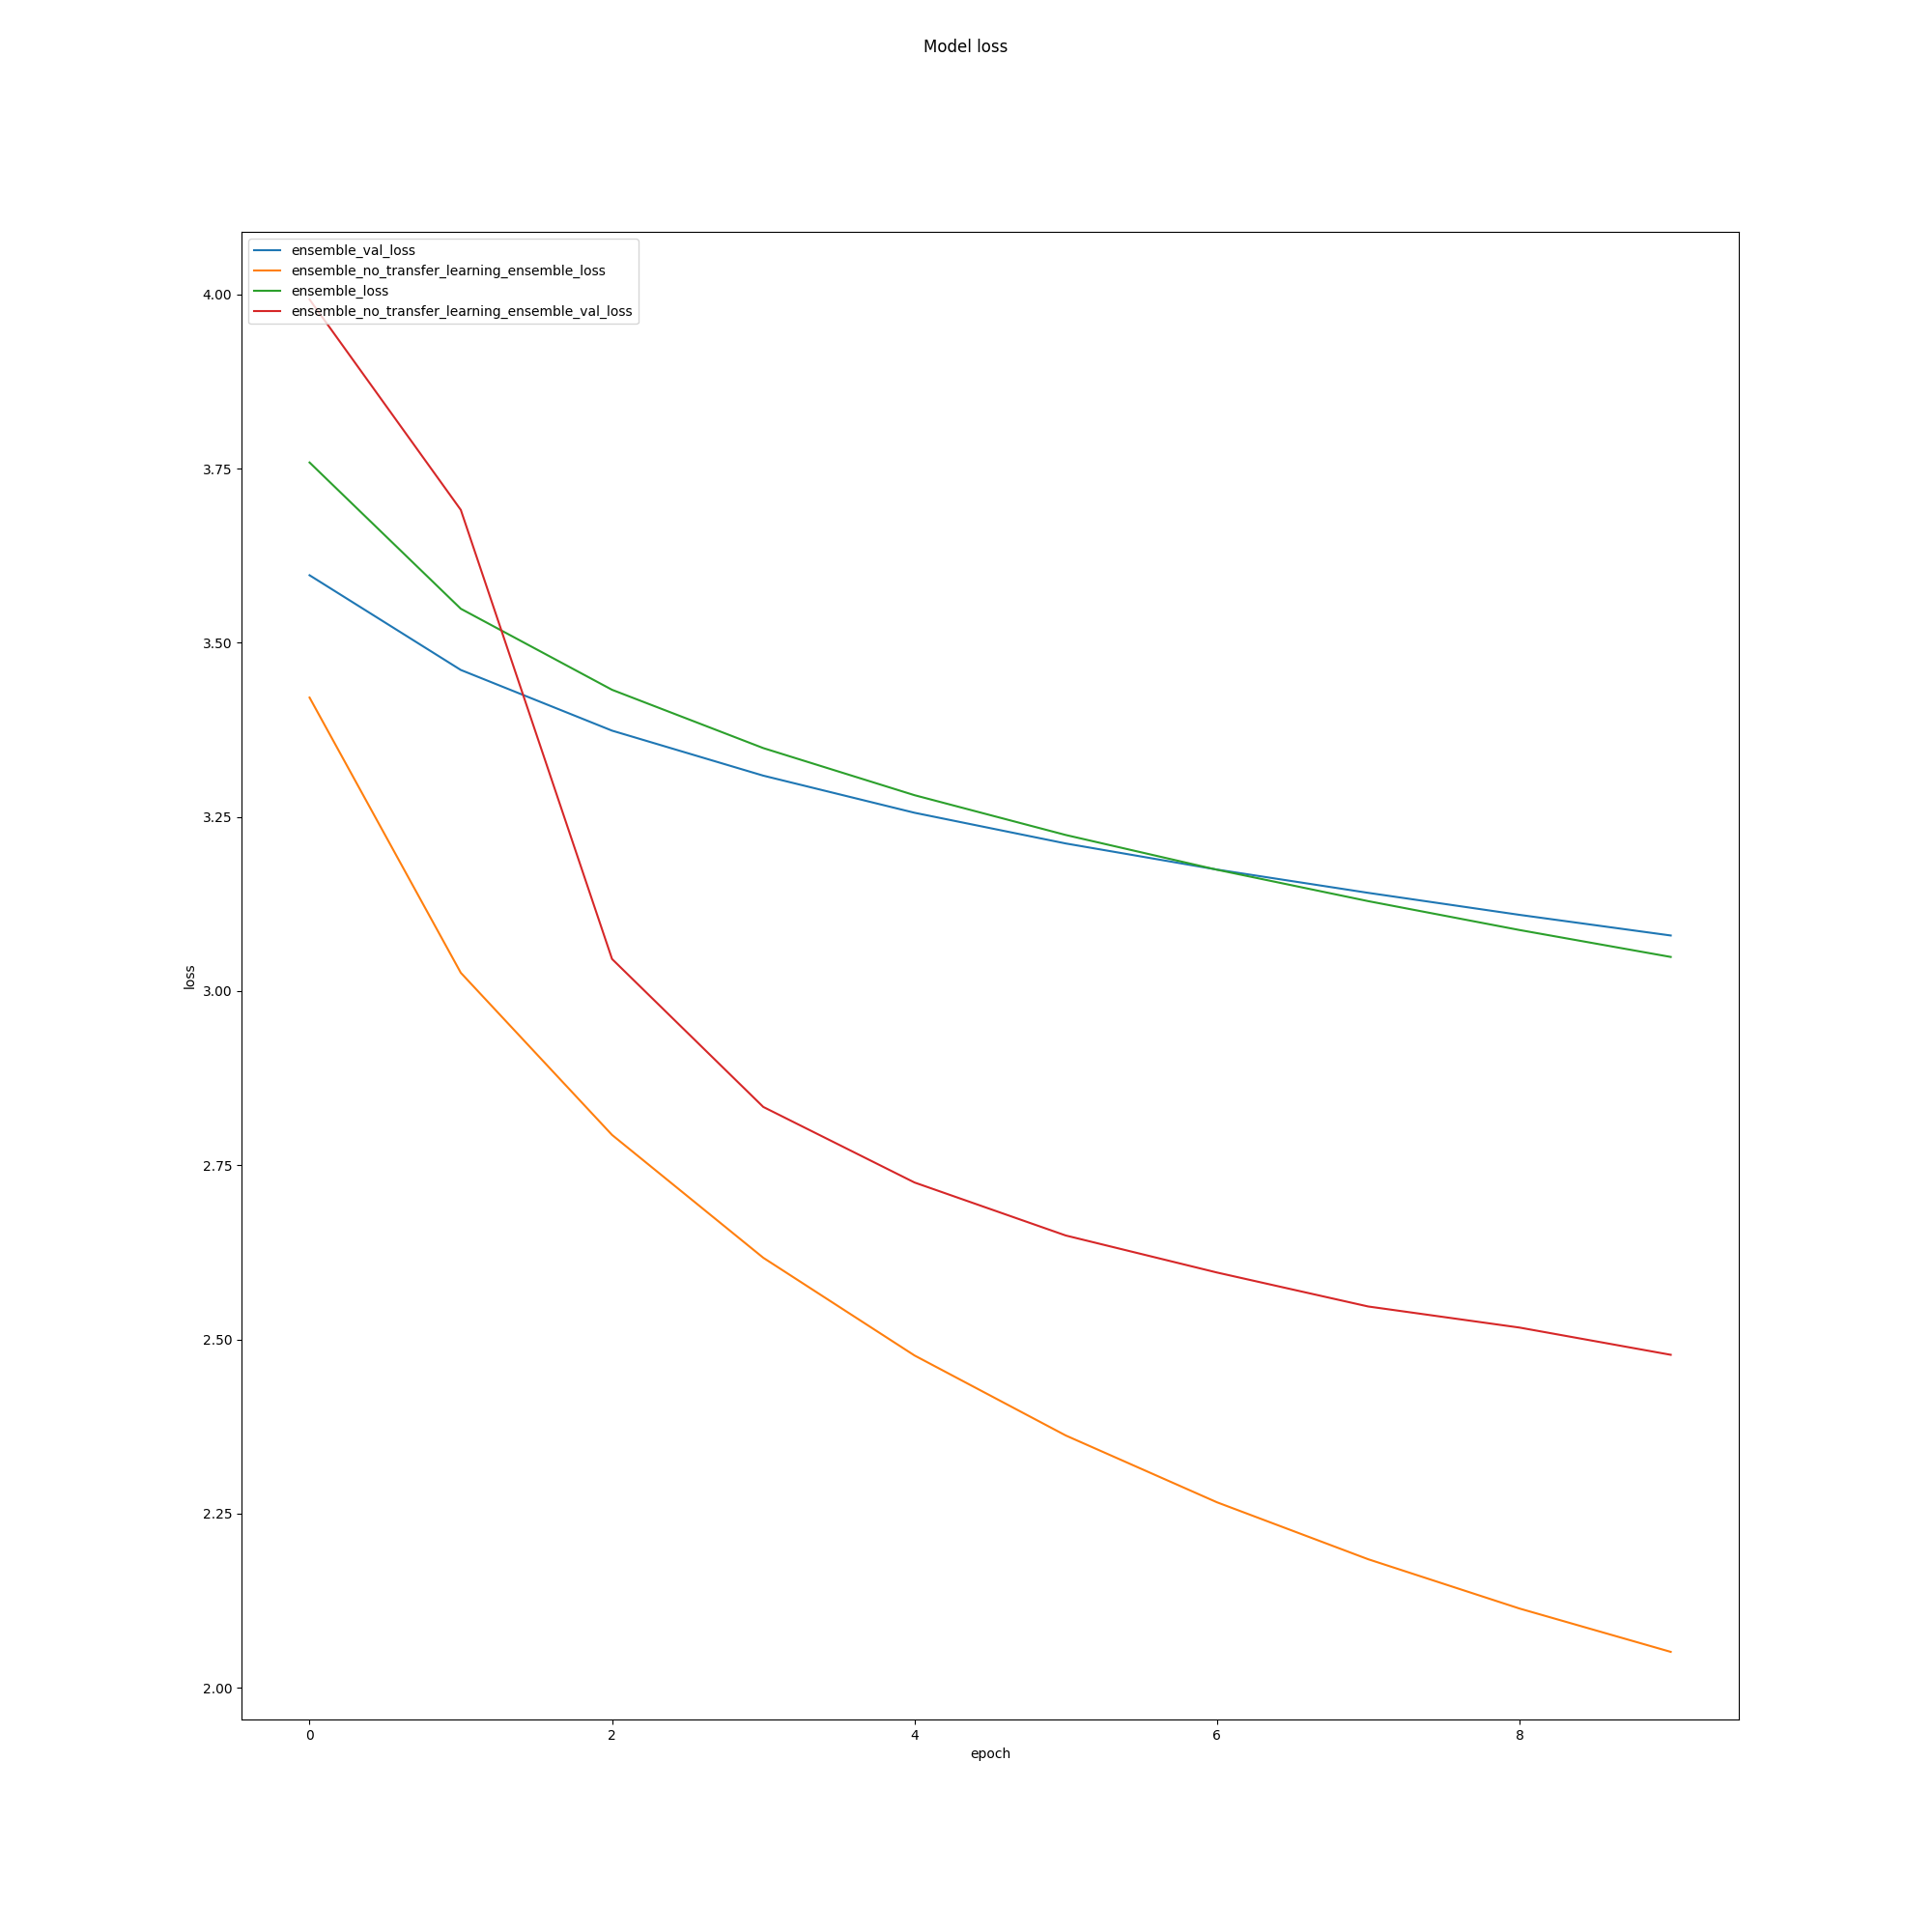 Model loss
ensemble_val_loss
ensemble_no_transfer_learning_ensemble_loss
ensemble_loss
ensemble_no_transfer_learning_ensemble_val_loss
4.00
3.75
3.50
3.25
3.00
2.75
2.50
2.25
2.00
loss
0 2 4 6 8
epoch